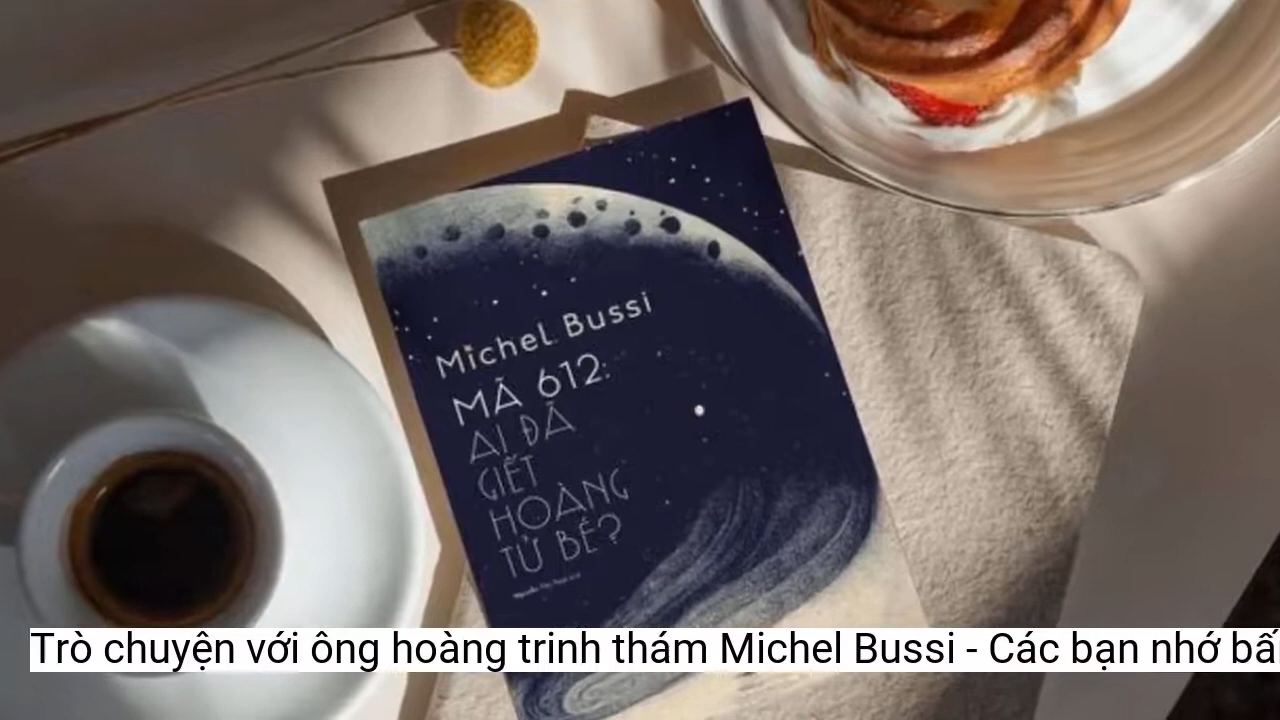 Michel Bussi
MÃ 612:
AI ĐÃ
GIẾT
HOÀNG
TỬ BÉ?
Trò chuyện với ông hoàng trinh thám Michel Bussi - Các bạn nhớ bấ